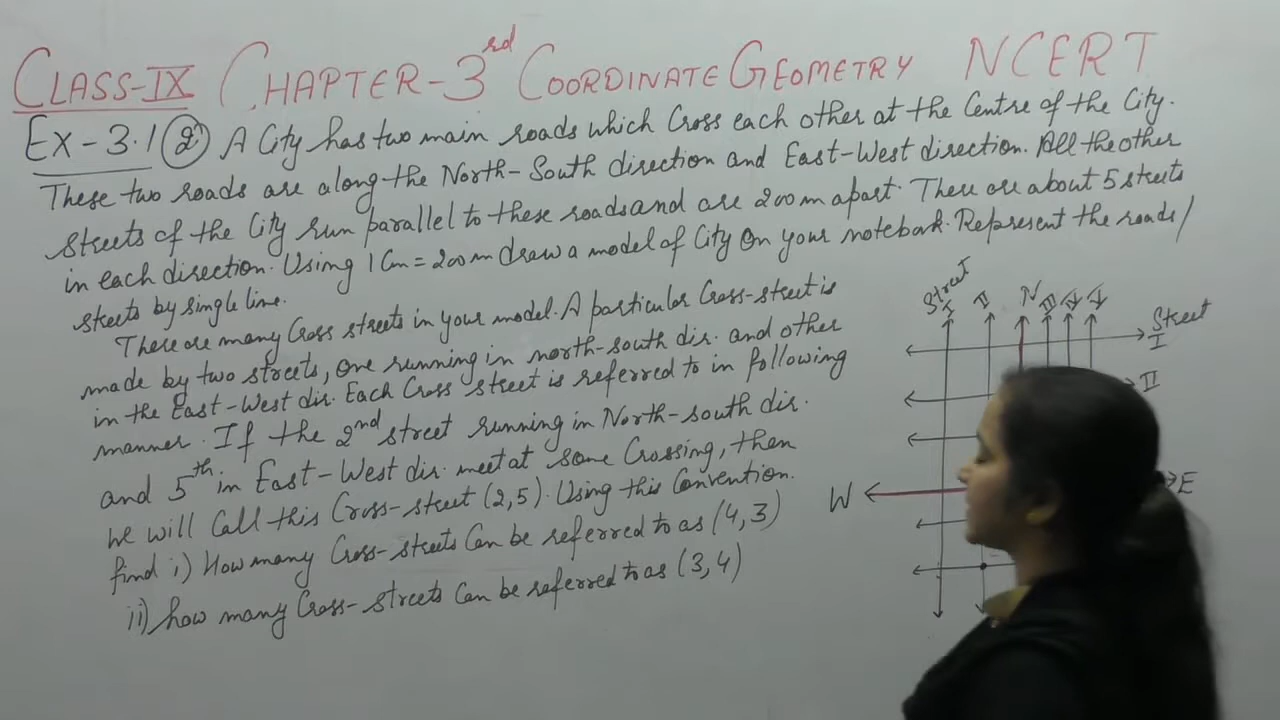 CLASS-IX CHAPTER-3rd COORDINATE GEOMETRY NCERT
Ex-3.1 (2) A City has two main roads which Cross each other at the Centre of the City.
These two roads are along the North-South direction and East-West direction. All the other
streets of the City run parallel to these roads and are 200m apart. There are about 5 streets
in each direction. Using 1 Cm = 200 m draw a model of City on your notebook. Represent the roads/
streets by single line.
There are many Cross streets in your model. A particular Cross-street is
made by two streets, one running in north-south dir. and other
in the East-West dir. Each Cross street is referred to in following
manner. If the 2nd street running in North-south dir.
and 5th in East-West dir. meet at some Crossing, then
we will Call this Cross-street (2,5). Using this Convention.
find i) How many Cross-streets Can be referred to as (4,3)
ii) how many Cross-streets Can be referred to as (3,4)
Street
I II N III IV V
Street
I
II
W E